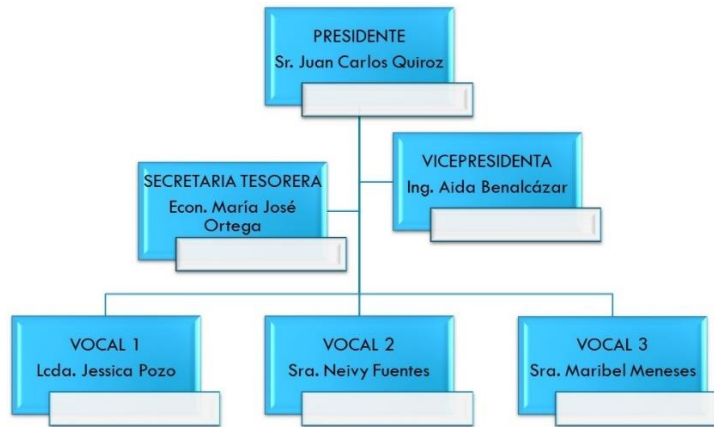 PRESIDENTE
Sr. Juan Carlos Quiroz
VICEPRESIDENTA
Ing. Aida Benalcázar
SECRETARIA TESORERA
Econ. María José
Ortega
VOCAL 1
Lcda. Jessica Pozo
VOCAL 2
Sra. Neivy Fuentes
VOCAL 3
Sra. Maribel Meneses